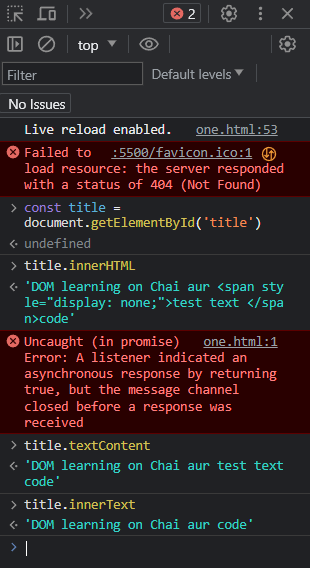 2
top
Filter
Default levels
No Issues
Live reload enabled. one.html:53
Failed to :5500/favicon.ico:1
load resource: the server responded
with a status of 404 (Not Found)
const title =
document.getElementById('title')
undefined
title.innerHTML
'DOM learning on Chai aur <span sty
le="display: none;">test text </sp
an>code'
Uncaught (in promise) one.html:1
Error: A listener indicated an
asynchronous response by returning
true, but the message channel
closed before a response was
received
title.textContent
'DOM learning on Chai aur test text
code'
title.innerText
'DOM learning on Chai aur code'